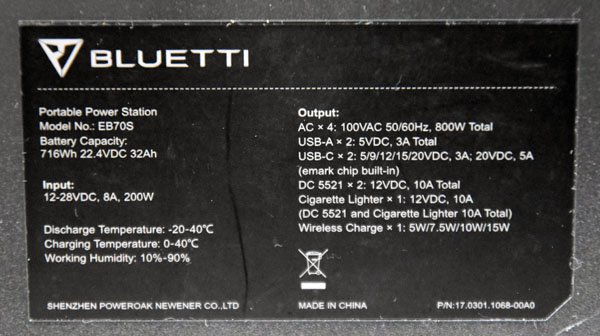 BLUETTI
Portable Power Station
Model No.: EB70S
Battery Capacity:
716Wh 22.4VDC 32Ah
Input:
12-28VDC, 8A, 200W
Discharge Temperature: -20-40℃
Charging Temperature: 0-40℃
Working Humidity: 10%-90%
Output:
AC × 4: 100VAC 50/60Hz, 800W Total
USB-A × 2: 5VDC, 3A Total
USB-C × 2: 5/9/12/15/20VDC, 3A; 20VDC, 5A
(emark chip built-in)
DC 5521 × 2: 12VDC, 10A Total
Cigarette Lighter × 1: 12VDC, 10A
(DC 5521 and Cigarette Lighter 10A Total)
Wireless Charge × 1: 5W/7.5W/10W/15W
SHENZHEN POWEROAK NEWENER CO.,LTD
MADE IN CHINA
P/N:17.0301.1068-00A0